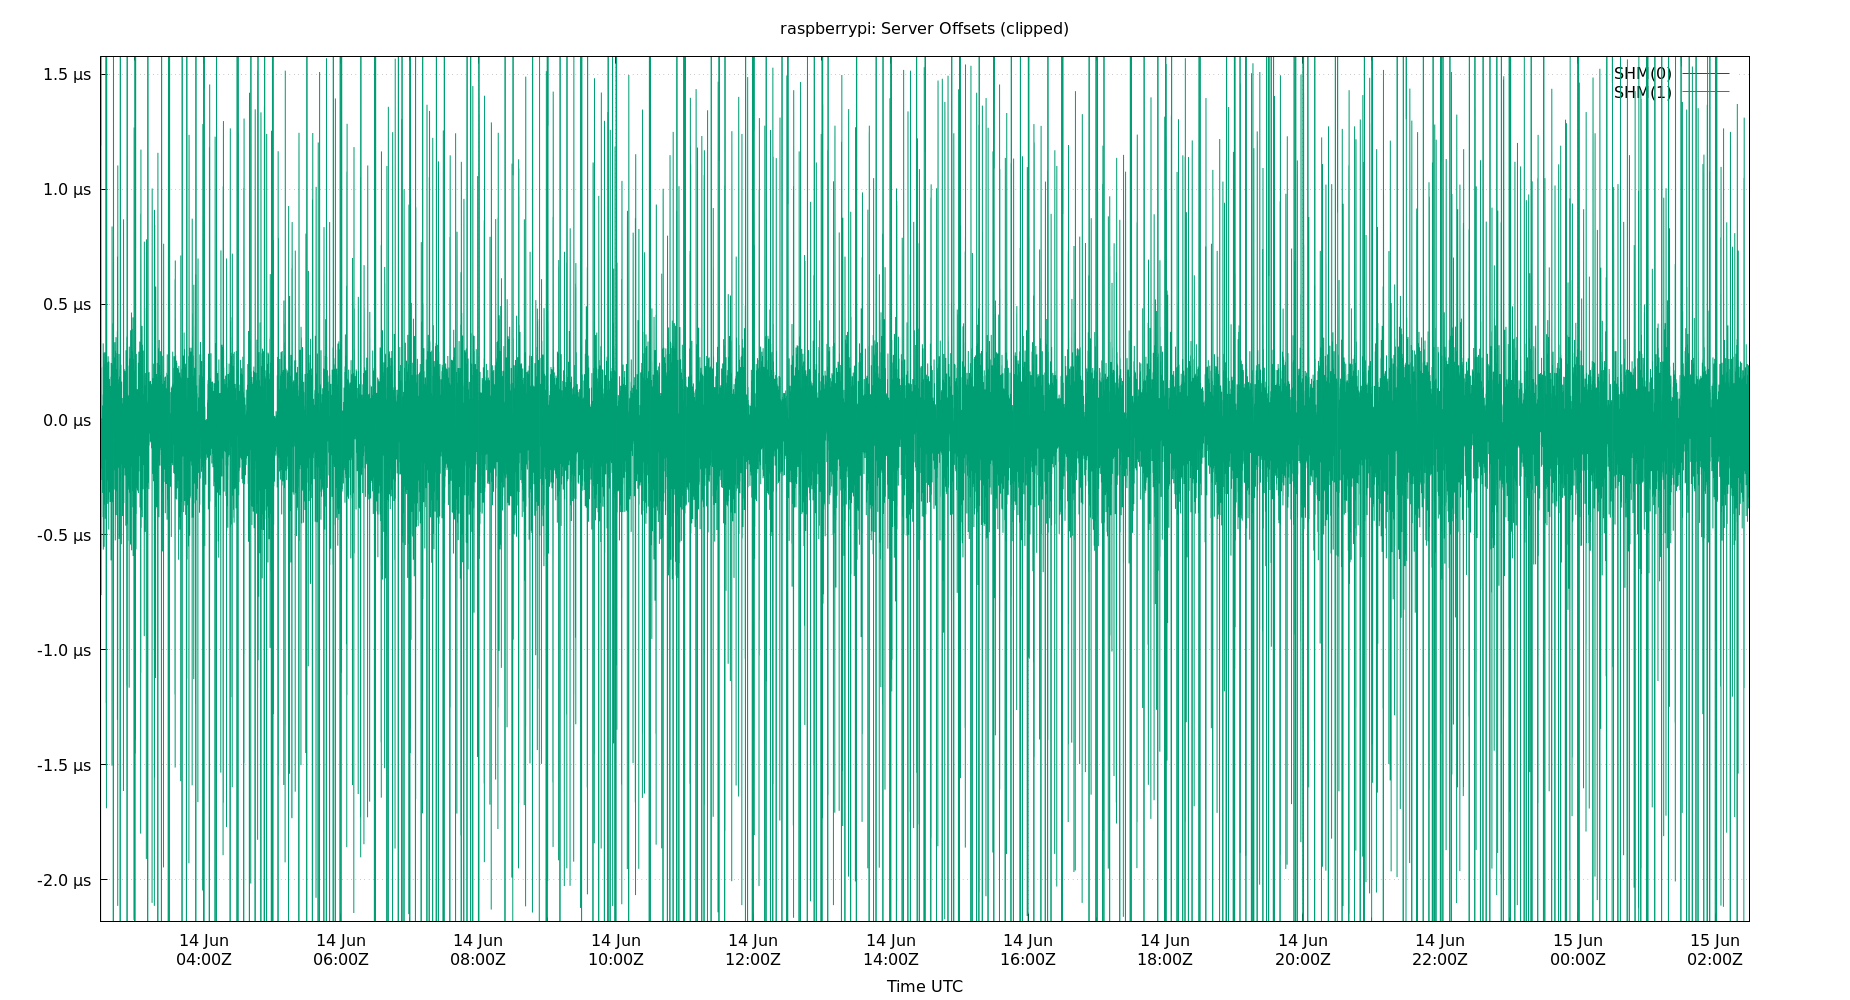 raspberrypi: Server Offsets (clipped)
1.5 µs
1.0 µs
0.5 µs
0.0 µs
-0.5 µs
-1.0 µs
-1.5 µs
-2.0 µs
SHM(0)
SHM(1)
14 Jun 14 Jun 14 Jun 14 Jun 14 Jun 14 Jun 14 Jun 14 Jun 14 Jun 14 Jun 15 Jun 15 Jun
04:00Z 06:00Z 08:00Z 10:00Z 12:00Z 14:00Z 16:00Z 18:00Z 20:00Z 22:00Z 00:00Z 02:00Z
Time UTC